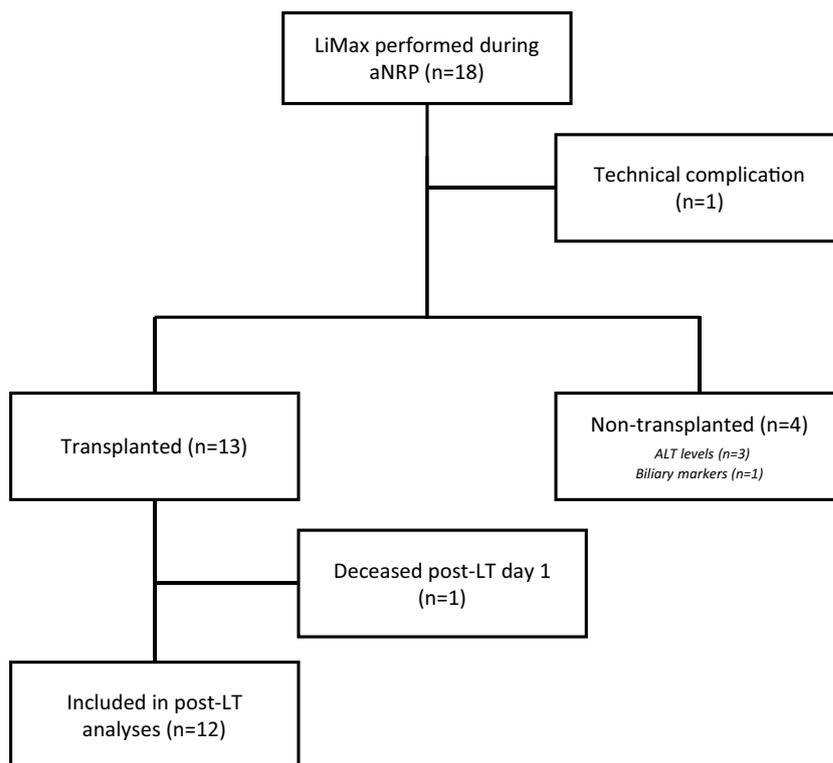 LiMax performed during
aNRP (n=18)
Technical complication
(n=1)
Transplanted (n=13)
Non-transplanted (n=4)
ALT levels (n=3)
Biliary markers (n=1)
Deceased post-LT day 1
(n=1)
Included in post-LT
analyses (n=12)